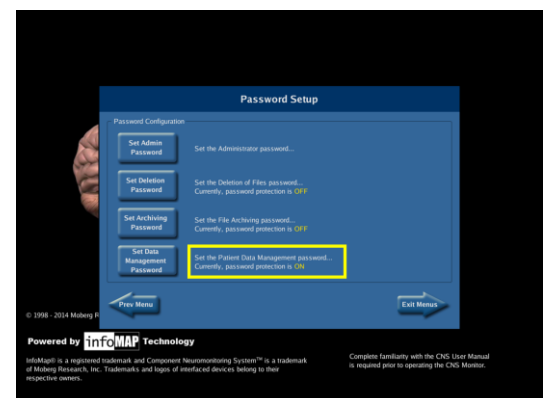 Password Setup
Password Configuration
Set Admin
Password
Set the Administrator password...
Set Deletion
Password
Set the Deletion of Files password...
Currently, password protection is OFF
Set Archiving
Password
Set the File Archiving password...
Currently, password protection is OFF
Set Data
Management
Password
Set the Patient Data Management password...
Currently, password protection is ON
Prev Menu
Exit Menus
© 1998 - 2014 Moberg R
Powered by infoMAP Technology
InfoMap® is a registered trademark and Component Neuromonitoring System™ is a trademark
of Moberg Research, Inc. Trademarks and logos of interfaced devices belong to their
respective owners.
Complete familiarity with the CNS User Manual
is required prior to operating the CNS Monitor.